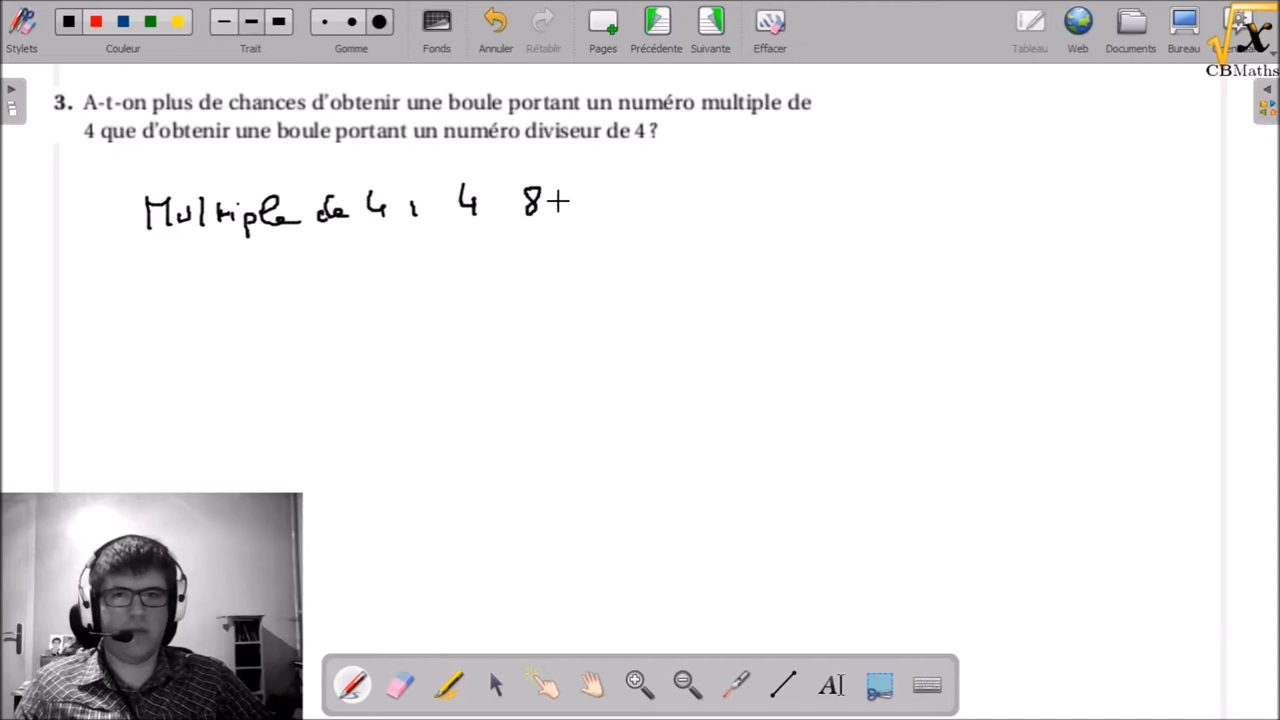 Stylets Couleur Trait Gomme Fonds Annuler Rétablir Pages Précédente Suivante Effacer Tableau Web Documents Bureau
CBMaths
3. A-t-on plus de chances d'obtenir une boule portant un numéro multiple de
4 que d'obtenir une boule portant un numéro diviseur de 4 ?
Multiple de 4 : 4 8